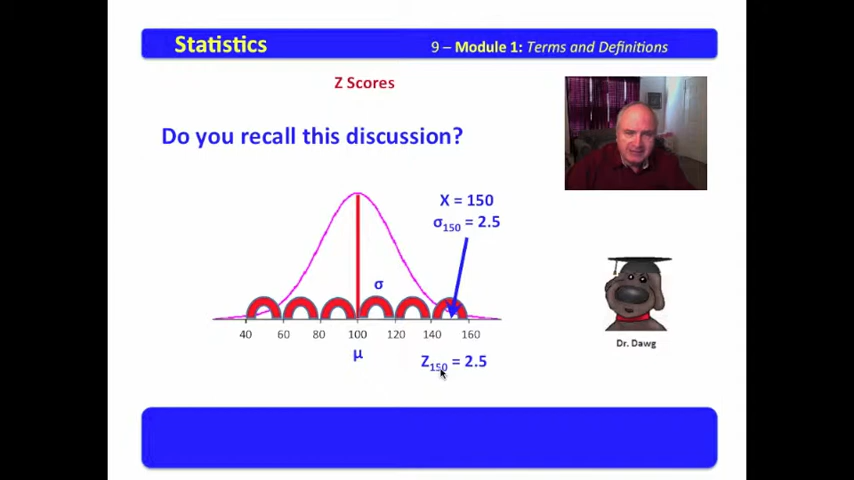 Statistics
9 – Module 1: Terms and Definitions
Z Scores
Do you recall this discussion?
X = 150
σ150 = 2.5
σ
40 60 80 100 120 140 160
μ
Z150 = 2.5
Dr. Dawg